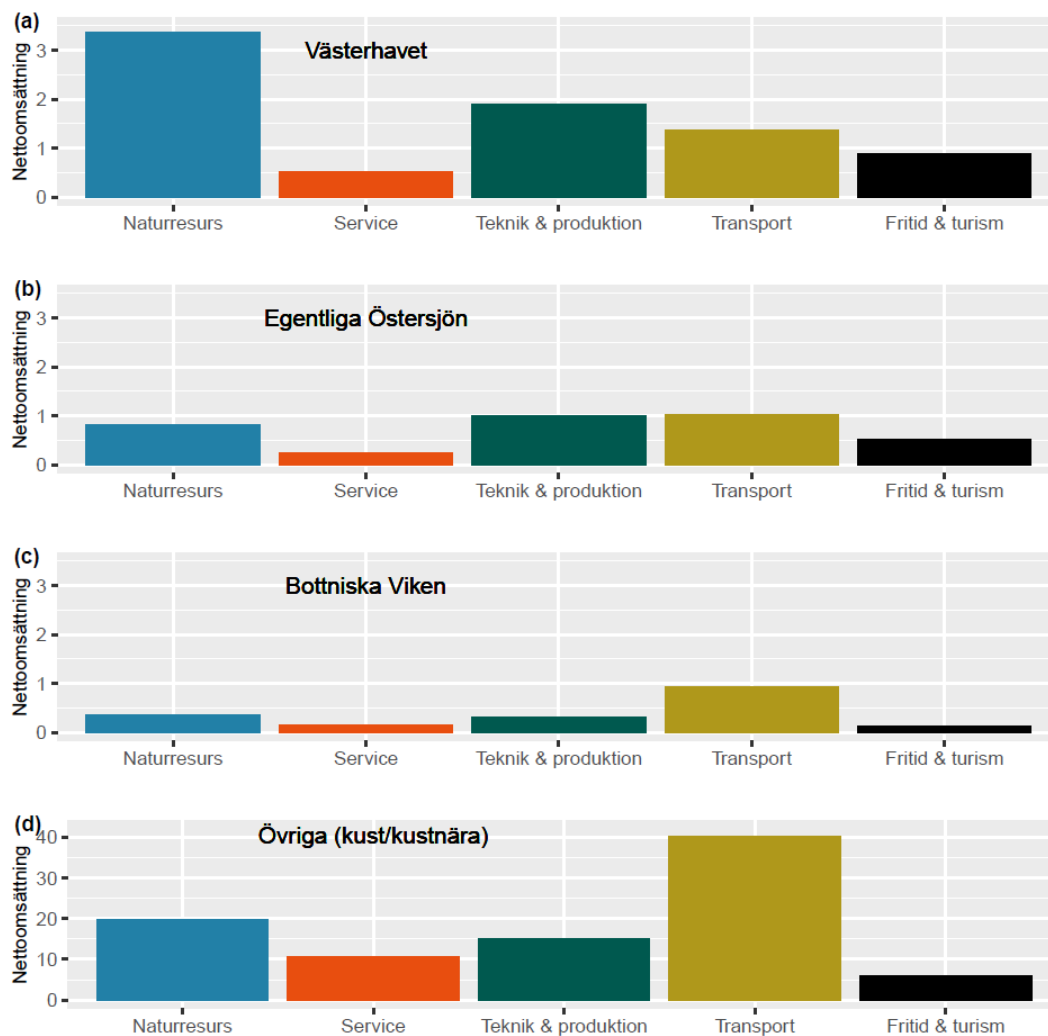 (a)
Västerhavet
Nettoomsättning
3
2
1
0
Naturresurs Service Teknik & produktion Transport Fritid & turism
(b)
Egentliga Östersjön
Nettoomsättning
3
2
1
0
Naturresurs Service Teknik & produktion Transport Fritid & turism
(c)
Bottniska Viken
Nettoomsättning
3
2
1
0
Naturresurs Service Teknik & produktion Transport Fritid & turism
(d)
Övriga (kust/kustnära)
Nettoomsättning
40
30
20
10
0
Naturresurs Service Teknik & produktion Transport Fritid & turism